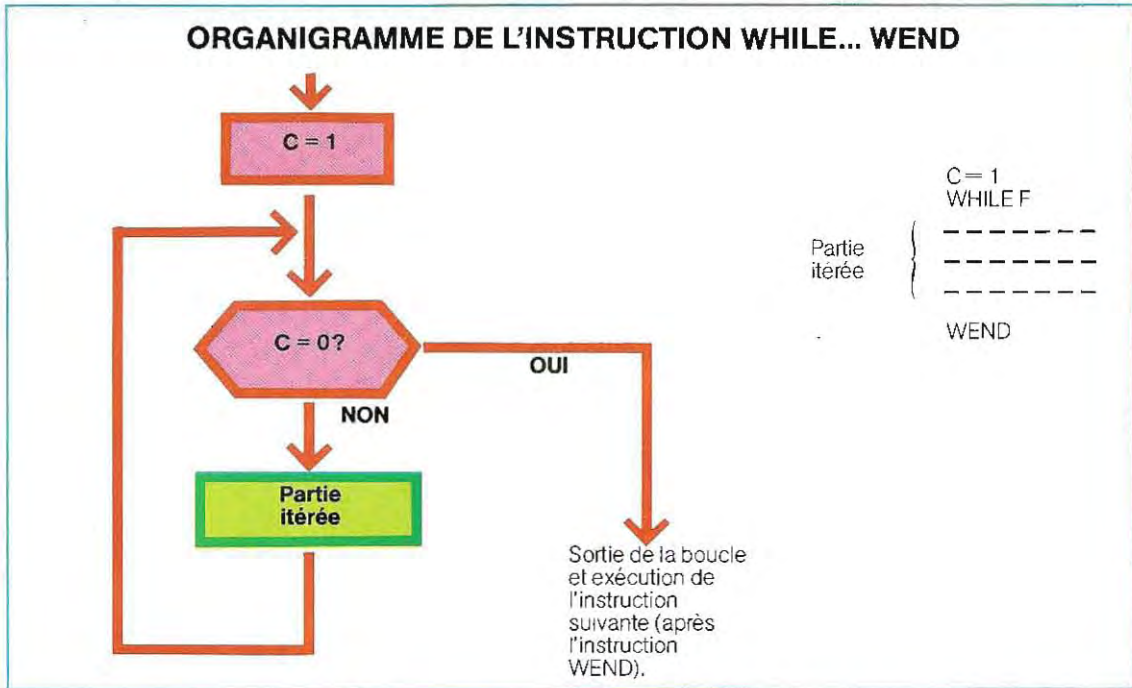 ORGANIGRAMME DE L'INSTRUCTION WHILE... WEND
C = 1
C = 0?
OUI
NON
Partie
itérée
Sortie de la boucle
et exécution de
l'instruction
suivante (après
l'instruction
WEND).
C = 1
WHILE F
Partie
itérée
WEND